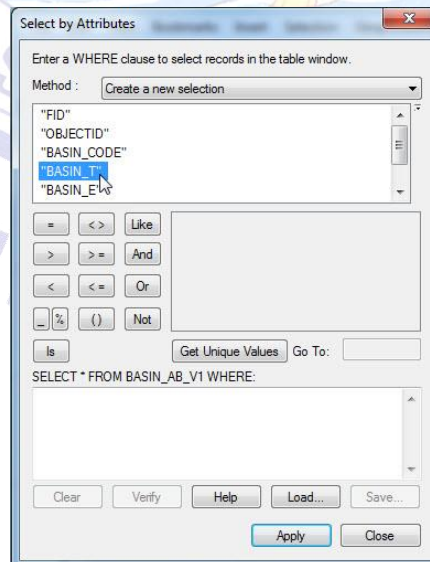 Select by Attributes
Enter a WHERE clause to select records in the table window.
Method : Create a new selection
"FID"
"OBJECTID"
"BASIN_CODE"
"BASIN_T"
"BASIN_E"
= <> Like
> >= And
< <= Or
_ % () Not
Is Get Unique Values Go To:
SELECT * FROM BASIN_AB_V1 WHERE:
Clear Verify Help Load... Save...
Apply Close